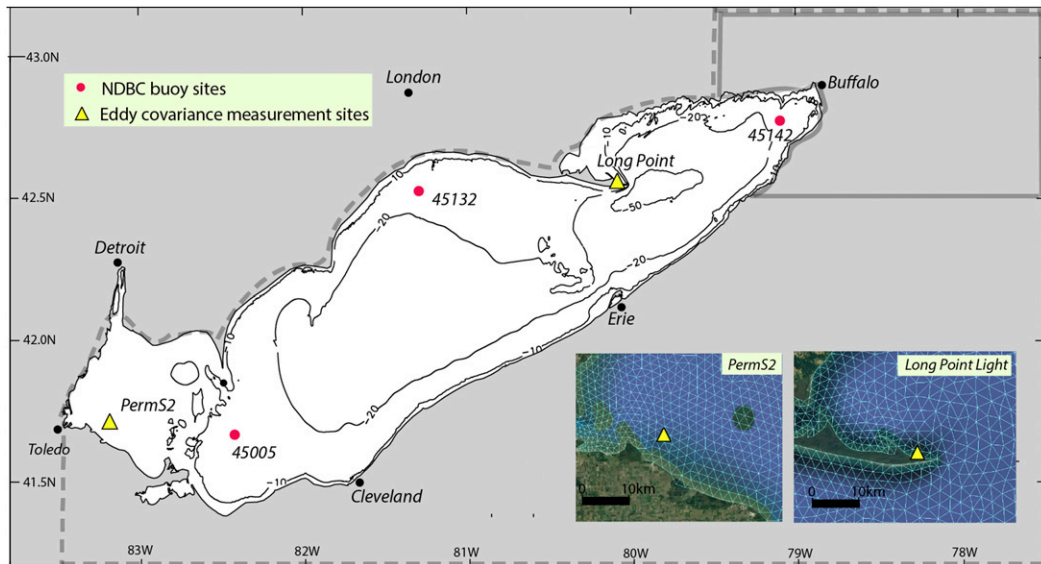 43.0N
NDBC buoy sites
Eddy covariance measurement sites
London
Buffalo
-10
-20
45142
Long Point
-10
42.5N
45132
-50
-20
Detroit
-20
Erie
42.0N
-10
-10
-20
PermS2
Toledo
45005
41.5N
-10
Cleveland
PermS2
0 10km
Long Point Light
0 10km
83W 82W 81W 80W 79W 78W